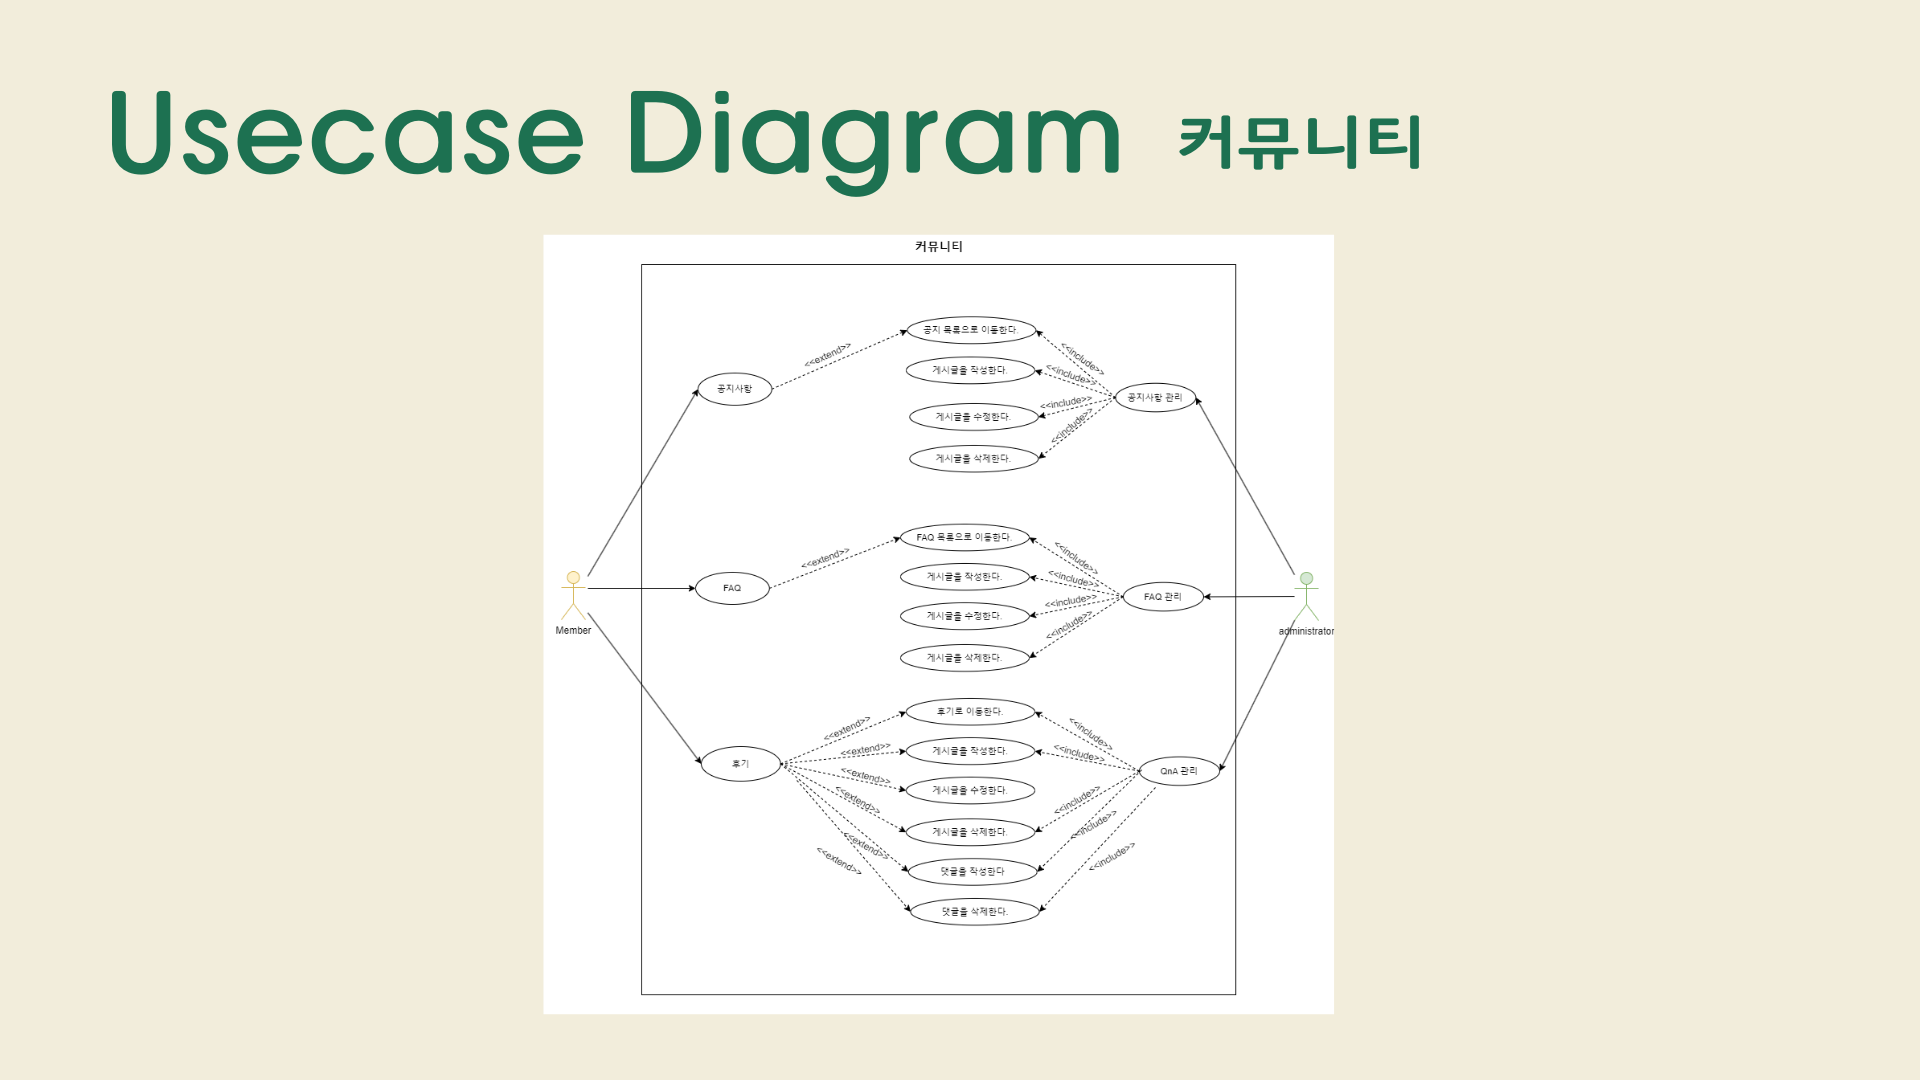 Usecase Diagram 커뮤니티
커뮤니티
공지 목록으로 이동한다.
<<extend>>
<<include>>
게시글을 작성한다.
<<include>>
공지사항
공지사항 관리
<<include>>
게시글을 수정한다.
<<include>>
게시글을 삭제한다.
FAQ 목록으로 이동한다.
<<extend>>
<<include>>
게시글을 작성한다.
<<include>>
FAQ
FAQ 관리
<<include>>
게시글을 수정한다.
<<include>>
Member
administrator
게시글을 삭제한다.
후기로 이동한다.
<<extend>>
<<include>>
<<extend>>
게시글을 작성한다.
<<include>>
후기
QnA 관리
<<extend>>
게시글을 수정한다.
<<extend>>
<<include>>
게시글을 삭제한다.
<<include>>
<<extend>>
<<extend>>
<<include>>
댓글을 작성한다
댓글을 삭제한다.